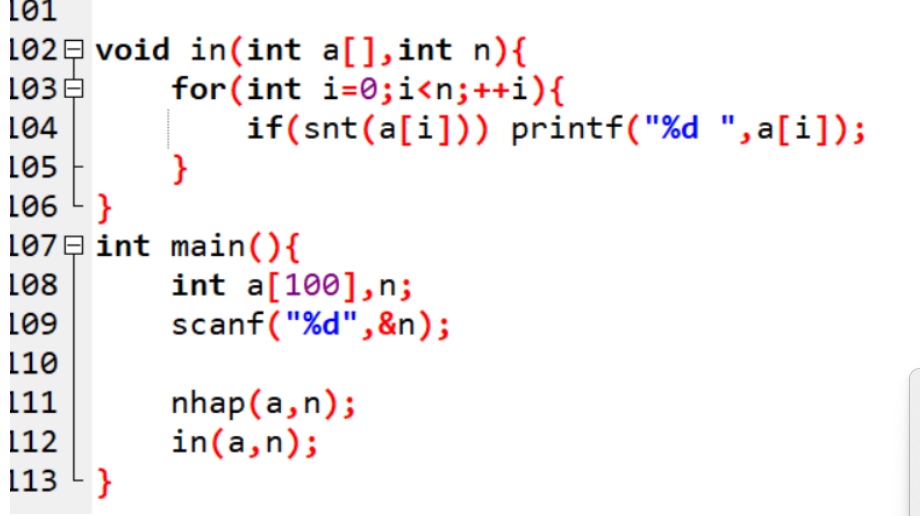 101
102 void in(int a[],int n){
103 for(int i=0;i<n;++i){
104 if(snt(a[i])) printf("%d ",a[i]);
105 }
106 }
107 int main(){
108 int a[100],n;
109 scanf("%d",&n);
110
111 nhap(a,n);
112 in(a,n);
113 }